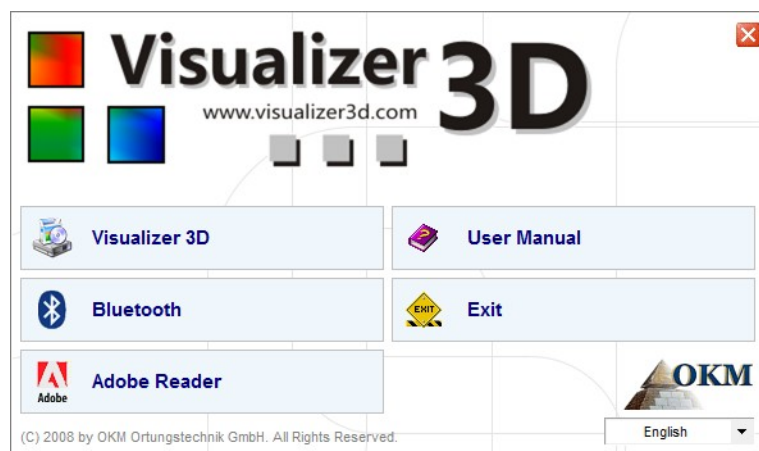 Visualizer 3D
www.visualizer3d.com
Visualizer 3D
User Manual
Bluetooth
EXIT
Exit
Adobe
Adobe Reader
OKM
(C) 2008 by OKM Ortungstechnik GmbH. All Rights Reserved.
English